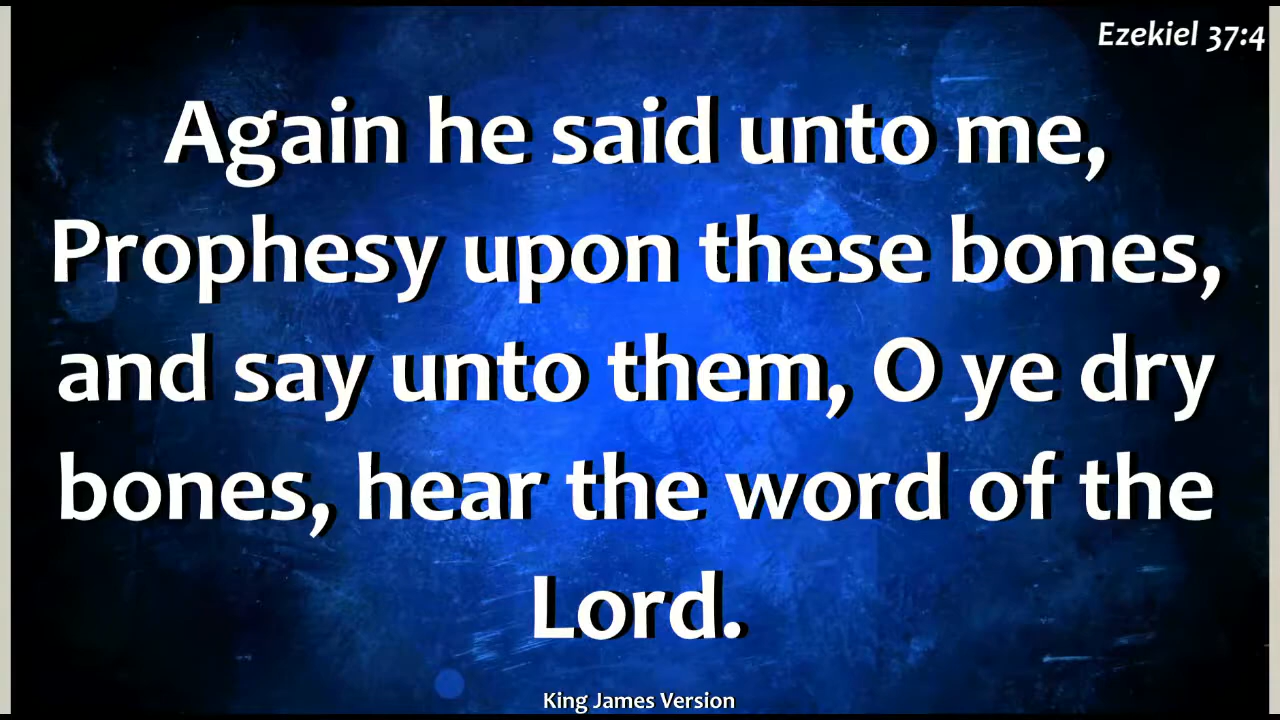 Ezekiel 37:4
Again he said unto me,
Prophesy upon these bones,
and say unto them, O ye dry
bones, hear the word of the
Lord.
King James Version